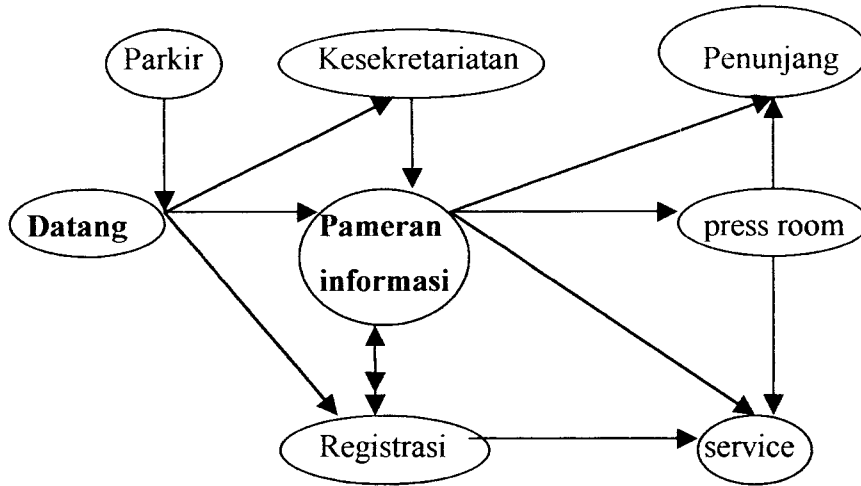 Parkir
Kesekretariatan
Penunjang
Datang
Pameran
informasi
press room
Registrasi
service